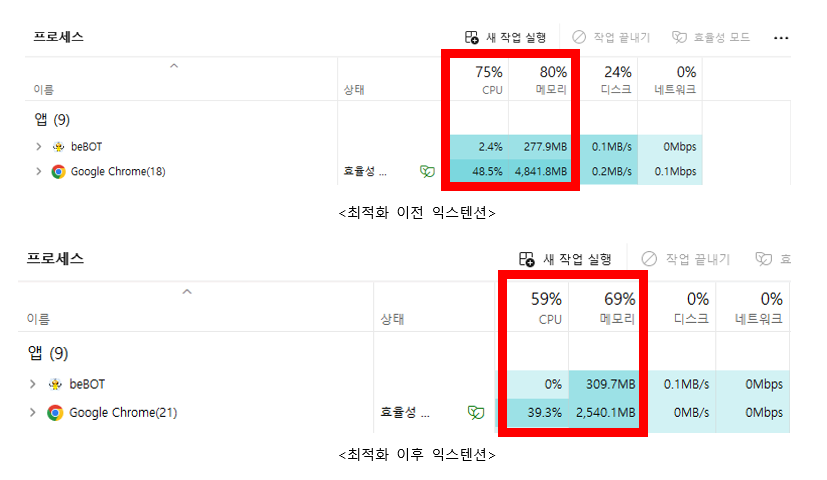 프로세스 새 작업 실행 작업 끝내기 효율성 모드 ...
75% 80% 24% 0%
이름 상태 CPU 메모리 디스크 네트워크
앱 (9)
beBOT 2.4% 277.9MB 0.1MB/s 0Mbps
Google Chrome(18) 효율성 ... 48.5% 4,841.8MB 0.2MB/s 0.1Mbps
<최적화 이전 익스텐션>
프로세스 새 작업 실행 작업 끝내기 효
59% 69% 0% 0%
이름 상태 CPU 메모리 디스크 네트워크
앱 (9)
beBOT 0% 309.7MB 0.1MB/s 0Mbps
Google Chrome(21) 효율성 ... 39.3% 2,540.1MB 0MB/s 0Mbps
<최적화 이후 익스텐션>